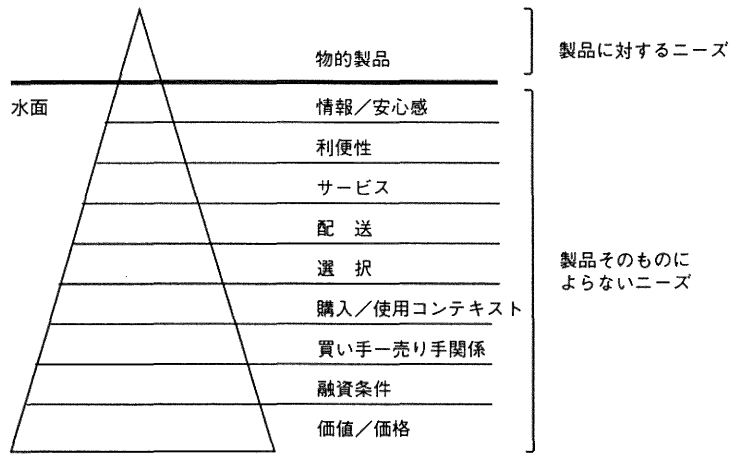 物的製品
製品に対するニーズ
水面
情報／安心感
利便性
サービス
配　送
選　択
製品そのものに
よらないニーズ
購入／使用コンテキスト
買い手ー売り手関係
融資条件
価値／価格